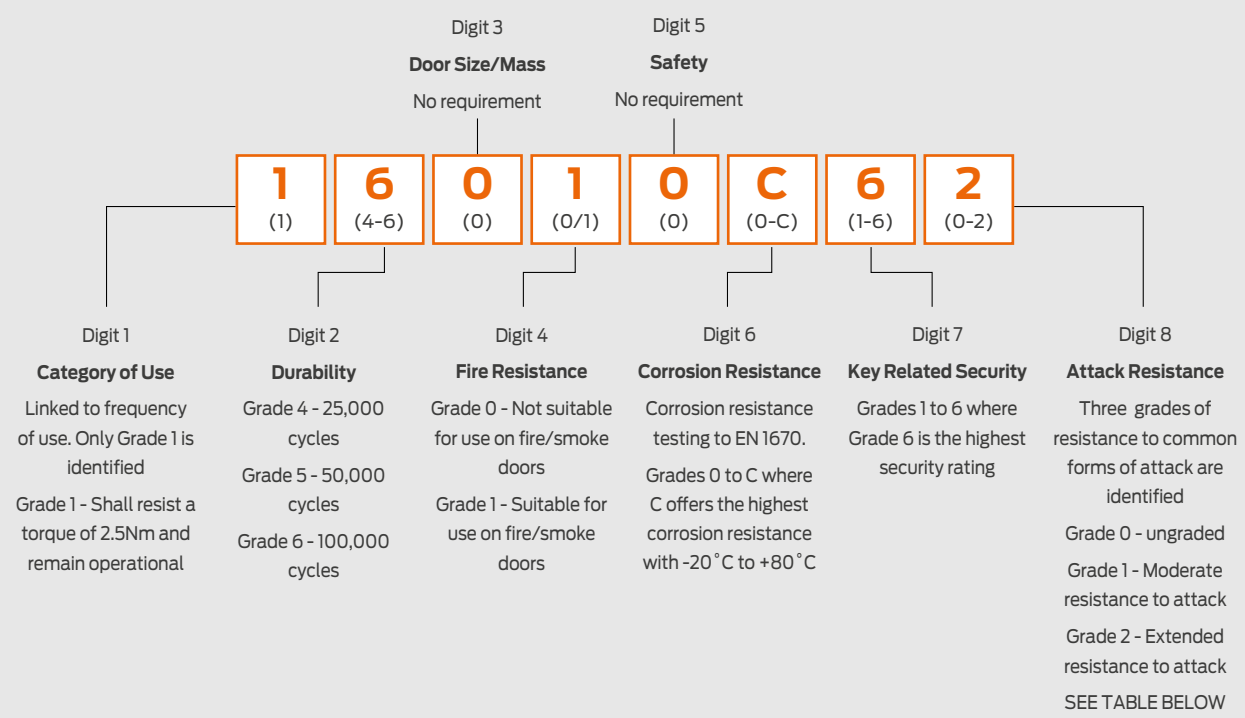 Digit 3
Door Size/Mass
No requirement
Digit 5
Safety
No requirement
1
(1)
6
(4-6)
0
(0)
1
(0/1)
0
(0)
C
(0-C)
6
(1-6)
2
(0-2)
Digit 1
Category of Use
Linked to frequency
of use. Only Grade 1 is
identified
Grade 1 - Shall resist a
torque of 2.5Nm and
remain operational
Digit 2
Durability
Grade 4 - 25,000
cycles
Grade 5 - 50,000
cycles
Grade 6 - 100,000
cycles
Digit 4
Fire Resistance
Grade 0 - Not suitable
for use on fire/smoke
doors
Grade 1 - Suitable for
use on fire/smoke
doors
Digit 6
Corrosion Resistance
Corrosion resistance
testing to EN 1670.
Grades 0 to C where
C offers the highest
corrosion resistance
with -20˚C to +80˚C
Digit 7
Key Related Security
Grades 1 to 6 where
Grade 6 is the highest
security rating
Digit 8
Attack Resistance
Three grades of
resistance to common
forms of attack are
identified
Grade 0 - ungraded
Grade 1 - Moderate
resistance to attack
Grade 2 - Extended
resistance to attack
SEE TABLE BELOW